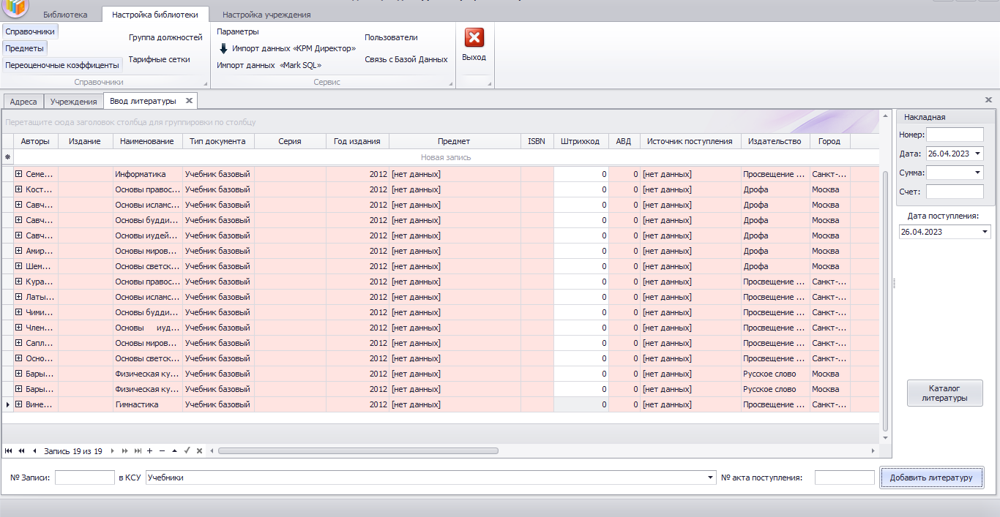 Библиотека Настройка библиотеки Настройка учреждения
Справочники
Предметы
Переоценочные коэффиценты
Группа должностей
Тарифные сетки
Справочники
Параметры
Импорт данных «КРМ Директор»
Импорт данных «Mark SQL»
Пользователи
Связь с Базой Данных
Сервис
Выход
Адреса Учреждения Ввод литературы
Перетащите сюда заголовок столбца для группировки по столбцу
Авторы Издание Наименование Тип документа Серия Год издания Предмет ISBN Штрихкод АВД Источник поступления Издательство Город
Новая запись
Семе... Информатика Учебник базовый 2012 [нет данных] 0 0 [нет данных] Просвещение ... Санкт-...
Кост... Основы правос... Учебник базовый 2012 [нет данных] 0 0 [нет данных] Дрофа Москва
Савч... Основы исламс... Учебник базовый 2012 [нет данных] 0 0 [нет данных] Дрофа Москва
Савч... Основы будди... Учебник базовый 2012 [нет данных] 0 0 [нет данных] Дрофа Москва
Савч... Основы иудей... Учебник базовый 2012 [нет данных] 0 0 [нет данных] Дрофа Москва
Амир... Основы миров... Учебник базовый 2012 [нет данных] 0 0 [нет данных] Дрофа Москва
Шем... Основы светск... Учебник базовый 2012 [нет данных] 0 0 [нет данных] Дрофа Москва
Кура... Основы правос... Учебник базовый 2012 [нет данных] 0 0 [нет данных] Просвещение ... Санкт-...
Латы... Основы исламс... Учебник базовый 2012 [нет данных] 0 0 [нет данных] Просвещение ... Санкт-...
Чими... Основы будди... Учебник базовый 2012 [нет данных] 0 0 [нет данных] Просвещение ... Санкт-...
Член... Основы иуд... Учебник базовый 2012 [нет данных] 0 0 [нет данных] Просвещение ... Санкт-...
Сапл... Основы миров... Учебник базовый 2012 [нет данных] 0 0 [нет данных] Просвещение ... Санкт-...
Осно... Основы светск... Учебник базовый 2012 [нет данных] 0 0 [нет данных] Просвещение ... Санкт-...
Бары... Физическая ку... Учебник базовый 2012 [нет данных] 0 0 [нет данных] Русское слово Москва
Бары... Физическая ку... Учебник базовый 2012 [нет данных] 0 0 [нет данных] Русское слово Москва
Вине... Гимнастика Учебник базовый 2012 [нет данных] 0 0 [нет данных] Просвещение ... Санкт-...
Запись 19 из 19
Накладная
Номер:
Дата: 26.04.2023
Сумма:
Счет:
Дата поступления:
26.04.2023
Каталог
литературы
№ Записи: в КСУ Учебники № акта поступления: Добавить литературу